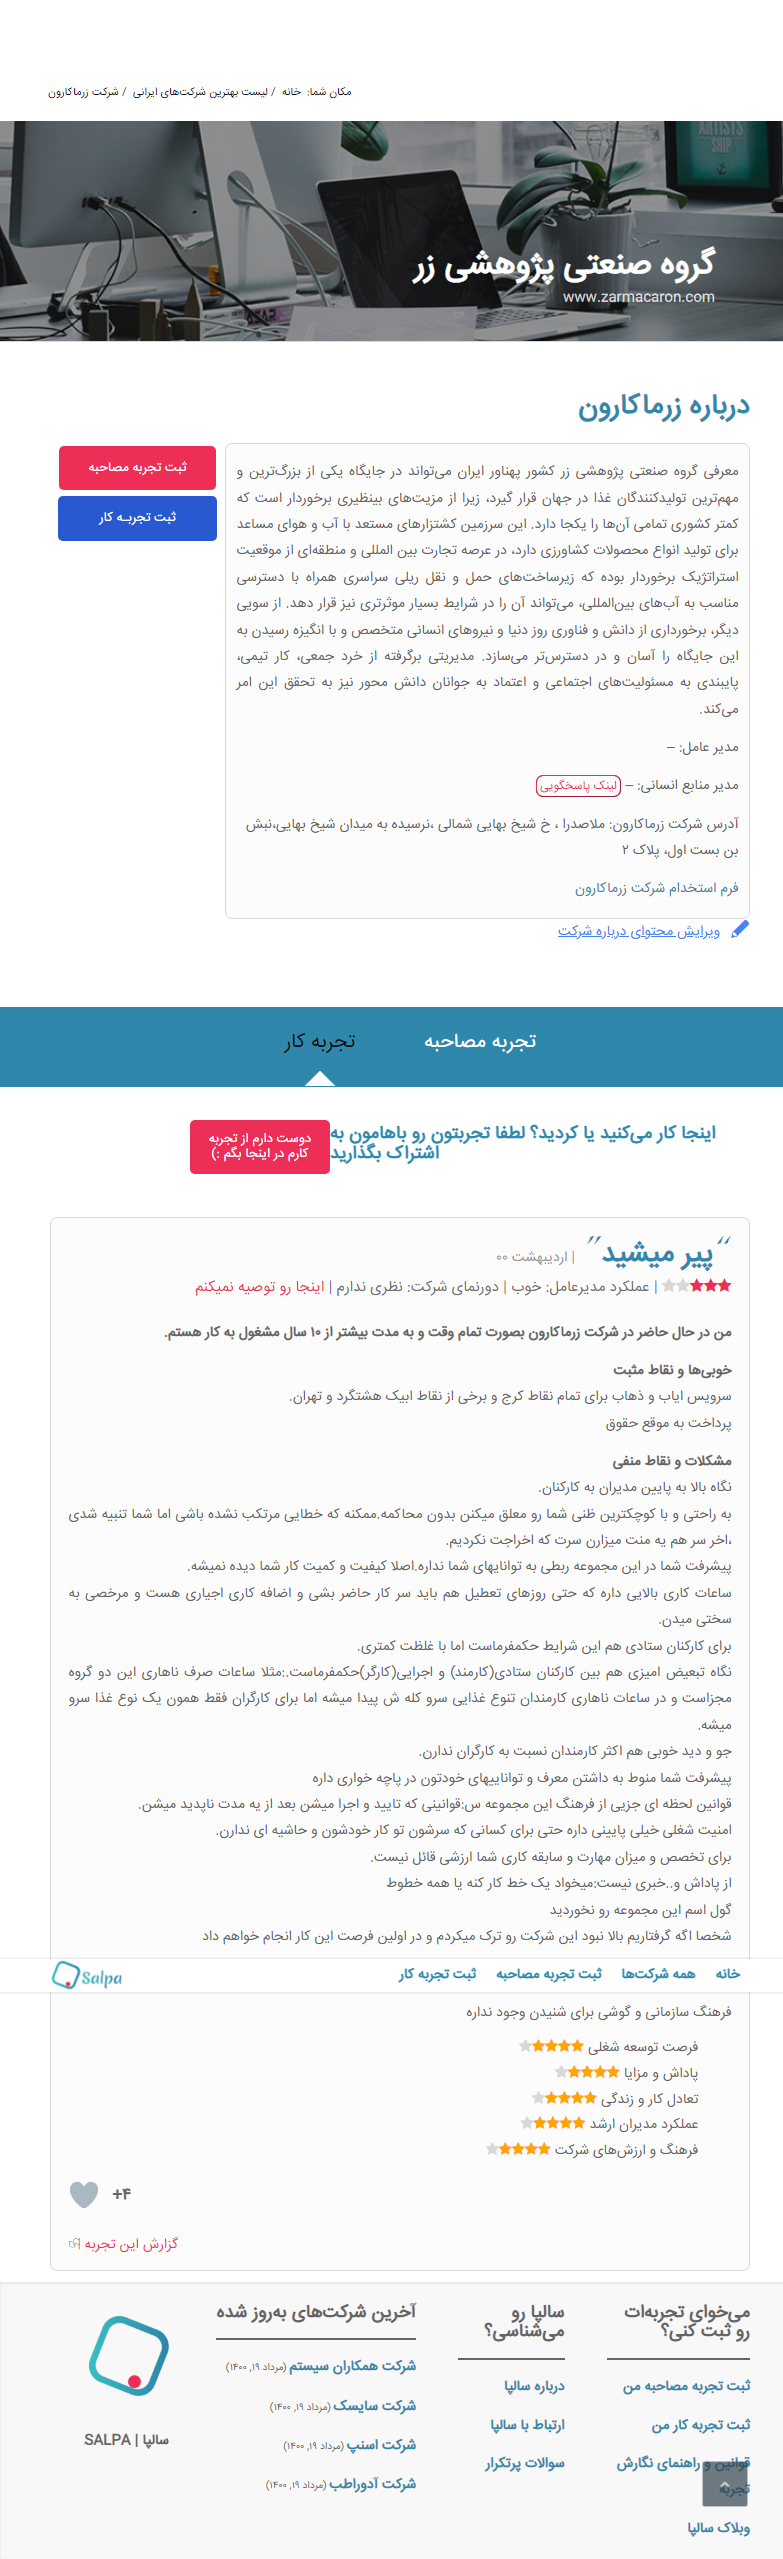 مکان شما: خانه / لیست بهترین شرکت‌های ایرانی / شرکت زرماکارون
ARTISTS
SHIP
گروه صنعتی پژوهشی زر
www.zarmacaron.com
درباره زرماکارون
ثبت تجربه مصاحبه
ثبت تجربـه کار
معرفی گروه صنعتی پژوهشی زر کشور پهناور ایران می‌تواند در جایگاه یکی از بزرگ‌ترین و
مهم‌ترین تولیدکنندگان غذا در جهان قرار گیرد، زیرا از مزیت‌های بینظیری برخوردار است که
کمتر کشوری تمامی آن‌ها را یکجا دارد. این سرزمین کشتزارهای مستعد با آب و هوای مساعد
برای تولید انواع محصولات کشاورزی دارد، در عرصه تجارت بین المللی و منطقه‌ای از موقعیت
استراتژیک برخوردار بوده که زیرساخت‌های حمل و نقل ریلی سراسری همراه با دسترسی
مناسب به آب‌های بین‌المللی، می‌تواند آن را در شرایط بسیار موثرتری نیز قرار دهد. از سویی
دیگر، برخورداری از دانش و فناوری روز دنیا و نیروهای انسانی متخصص و با انگیزه رسیدن به
این جایگاه را آسان و در دسترس‌تر می‌سازد. مدیریتی برگرفته از خرد جمعی، کار تیمی،
پایبندی به مسئولیت‌های اجتماعی و اعتماد به جوانان دانش محور نیز به تحقق این امر
می‌کند.
مدیر عامل: –
مدیر منابع انسانی: – لینک پاسخگویی
آدرس شرکت زرماکارون: ملاصدرا ، خ شیخ بهایی شمالی ،نرسیده به میدان شیخ بهایی،نبش
بن بست اول، پلاک ۲
فرم استخدام شرکت زرماکارون
ویرایش محتوای درباره شرکت
تجربه مصاحبه
تجربه کار
اینجا کار می‌کنید یا کردید؟ لطفا تجربتون رو باهامون به
اشتراک بگذارید
دوست دارم از تجربه
کارم در اینجا بگم :)
"پیر میشید" | اردیبهشت ۰۰
| عملکرد مدیرعامل: خوب | دورنمای شرکت: نظری ندارم | اینجا رو توصیه نمیکنم
من در حال حاضر در شرکت زرماکارون بصورت تمام وقت و به مدت بیشتر از ۱۰ سال مشغول به کار هستم.
خوبی‌ها و نقاط مثبت
سرویس ایاب و ذهاب برای تمام نقاط کرج و برخی از نقاط ابیک هشتگرد و تهران.
پرداخت به موقع حقوق
مشکلات و نقاط منفی
نگاه بالا به پایین مدیران به کارکنان.
به راحتی و با کوچکترین ظنی شما رو معلق میکنن بدون محاکمه.ممکنه که خطایی مرتکب نشده باشی اما شما تنبیه شدی
،اخر سر هم یه منت میزارن سرت که اخراجت نکردیم.
پیشرفت شما در این مجموعه ربطی به توانایهای شما نداره.اصلا کیفیت و کمیت کار شما دیده نمیشه.
ساعات کاری بالایی داره که حتی روزهای تعطیل هم باید سر کار حاضر بشی و اضافه کاری اجیاری هست و مرخصی به
سختی میدن.
برای کارکنان ستادی هم این شرایط حکمفرماست اما با غلظت کمتری.
نگاه تبعیض امیزی هم بین کارکنان ستادی(کارمند) و اجرایی(کارگر)حکمفرماست.:مثلا ساعات صرف ناهاری این دو گروه
مجزاست و در ساعات ناهاری کارمندان تنوع غذایی سرو کله ش پیدا میشه اما برای کارگران فقط همون یک نوع غذا سرو
میشه.
جو و دید خوبی هم اکثر کارمندان نسبت به کارگران ندارن.
پیشرفت شما منوط به داشتن معرف و تواناییهای خودتون در پاچه خواری داره
قوانین لحظه ای جزیی از فرهنگ این مجموعه س:قوانینی که تایید و اجرا میشن بعد از یه مدت ناپدید میشن.
امنیت شغلی خیلی پایینی داره حتی برای کسانی که سرشون تو کار خودشون و حاشیه ای ندارن.
برای تخصص و میزان مهارت و سابقه کاری شما ارزشی قائل نیست.
از پاداش و..خبری نیست:میخواد یک خط کار کنه یا همه خطوط
گول اسم این مجموعه رو نخوردید
شخصا اگه گرفتاریم بالا نبود این شرکت رو ترک میکردم و در اولین فرصت این کار انجام خواهم داد
خانه همه شرکت‌ها ثبت تجربه مصاحبه ثبت تجربه کار
Salpa
فرهنگ سازمانی و گوشی برای شنیدن وجود نداره
فرصت توسعه شغلی
پاداش و مزایا
تعادل کار و زندگی
عملکرد مدیران ارشد
فرهنگ و ارزش‌های شرکت
+۴
گزارش این تجربه
می‌خوای تجربه‌ات
رو ثبت کنی؟
ثبت تجربه مصاحبه من
ثبت تجربه کار من
قوانین و راهنمای نگارش
تجربه
وبلاک سالپا
سالپا رو
می‌شناسی؟
درباره سالپا
ارتباط با سالپا
سوالات پرتکرار
آخرین شرکت‌های به‌روز شده
شرکت همکاران سیستم (مرداد ۱۹, ۱۴۰۰)
شرکت سایسک (مرداد ۱۹, ۱۴۰۰)
شرکت اسنپ (مرداد ۱۹, ۱۴۰۰)
شرکت آدوراطب (مرداد ۱۹, ۱۴۰۰)
سالپا | SALPA